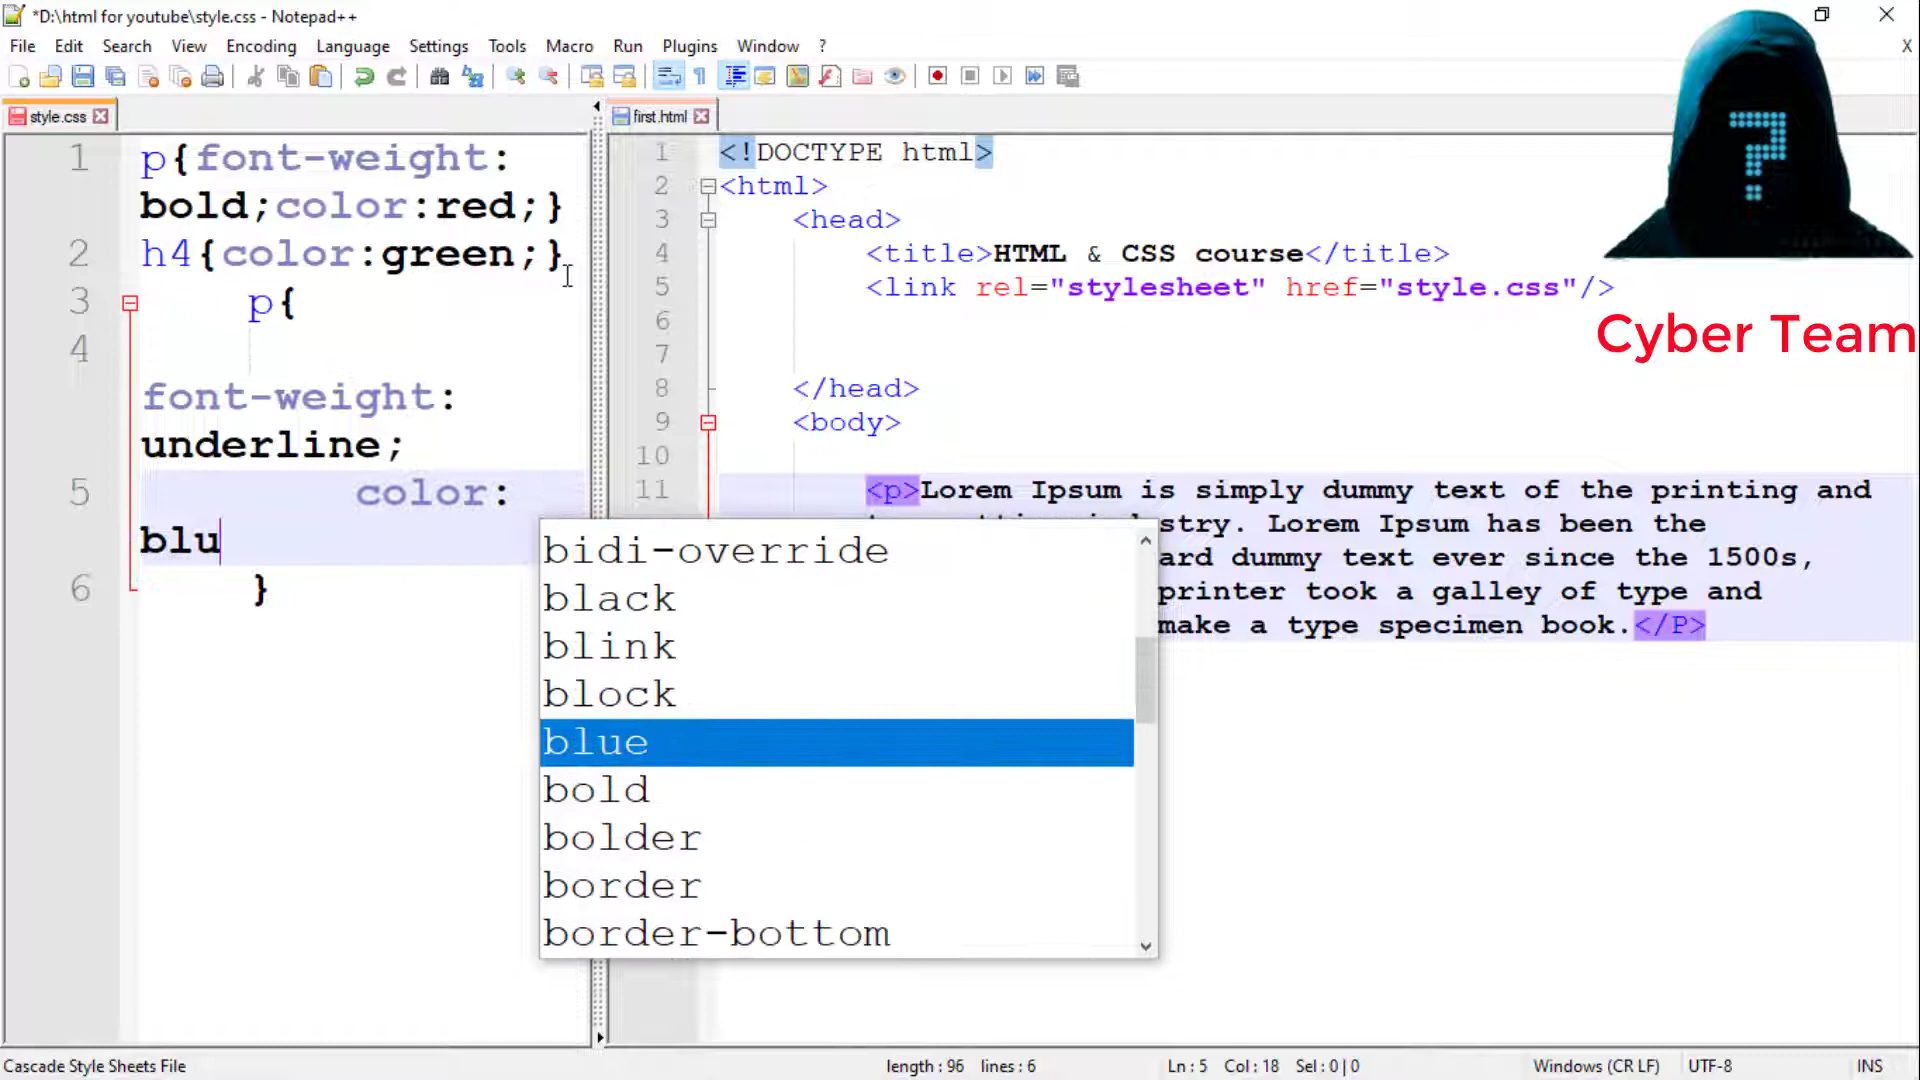 *D:\html for youtube\style.css - Notepad++
File Edit Search View Encoding Language Settings Tools Macro Run Plugins Window ?
X
style.css
first.html
1 p{font-weight:
bold;color:red;}
2 h4{color:green;}
3 p{
4
font-weight:
underline;
5 color:
blu
6 }
1 <!DOCTYPE html>
2 <html>
3 <head>
4 <title>HTML & CSS course</title>
5 <link rel="stylesheet" href="style.css"/>
6
7
8 </head>
9 <body>
10
11 <p>Lorem Ipsum is simply dummy text of the printing and
stry. Lorem Ipsum has been the
ard dummy text ever since the 1500s,
printer took a galley of type and
make a type specimen book.</P>
bidi-override
black
blink
block
blue
bold
bolder
border
border-bottom
?
Cyber Team
Cascade Style Sheets File length : 96 lines : 6 Ln : 5 Col : 18 Sel : 0 | 0 Windows (CR LF) UTF-8 INS